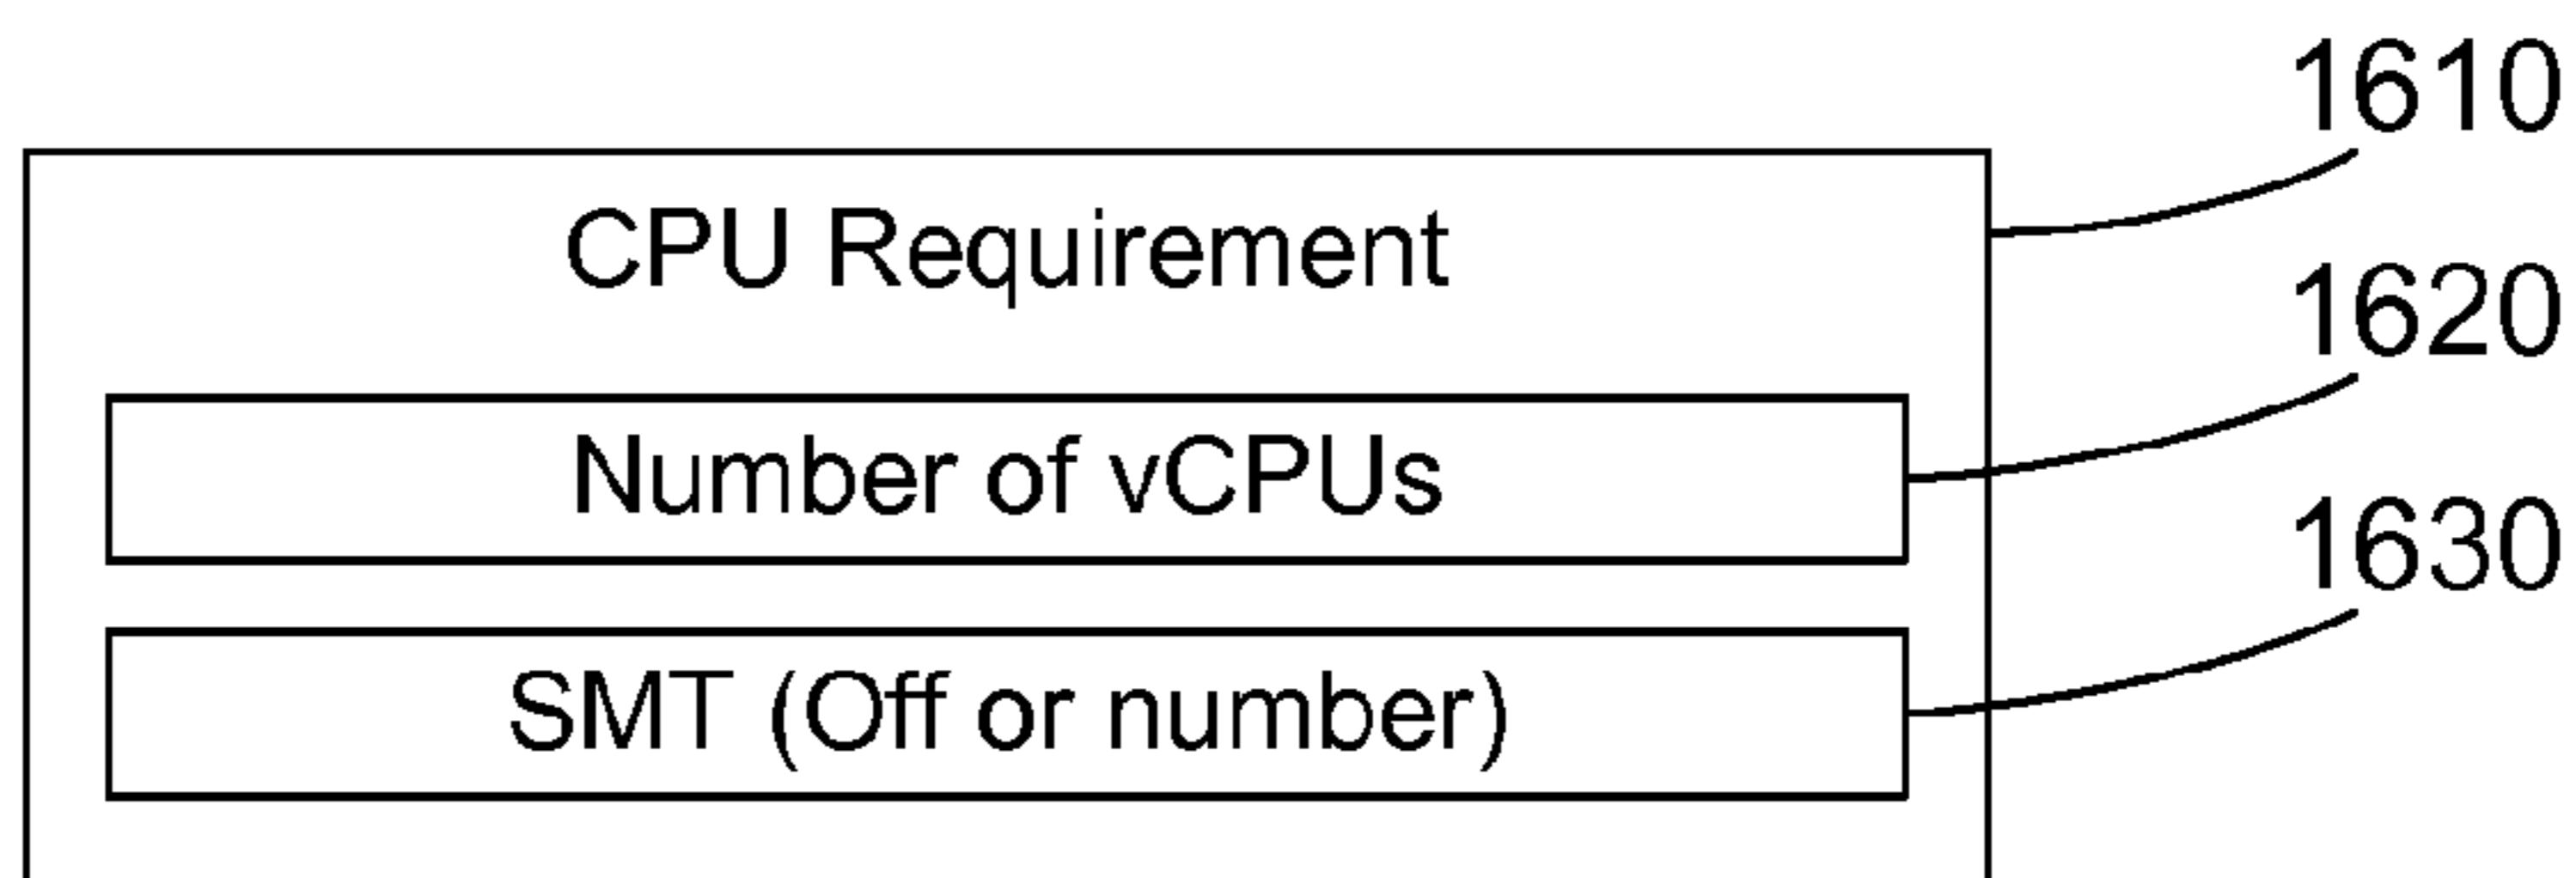 1610
CPU Requirement
1620
Number of vCPUs
1630
SMT (Off or number)